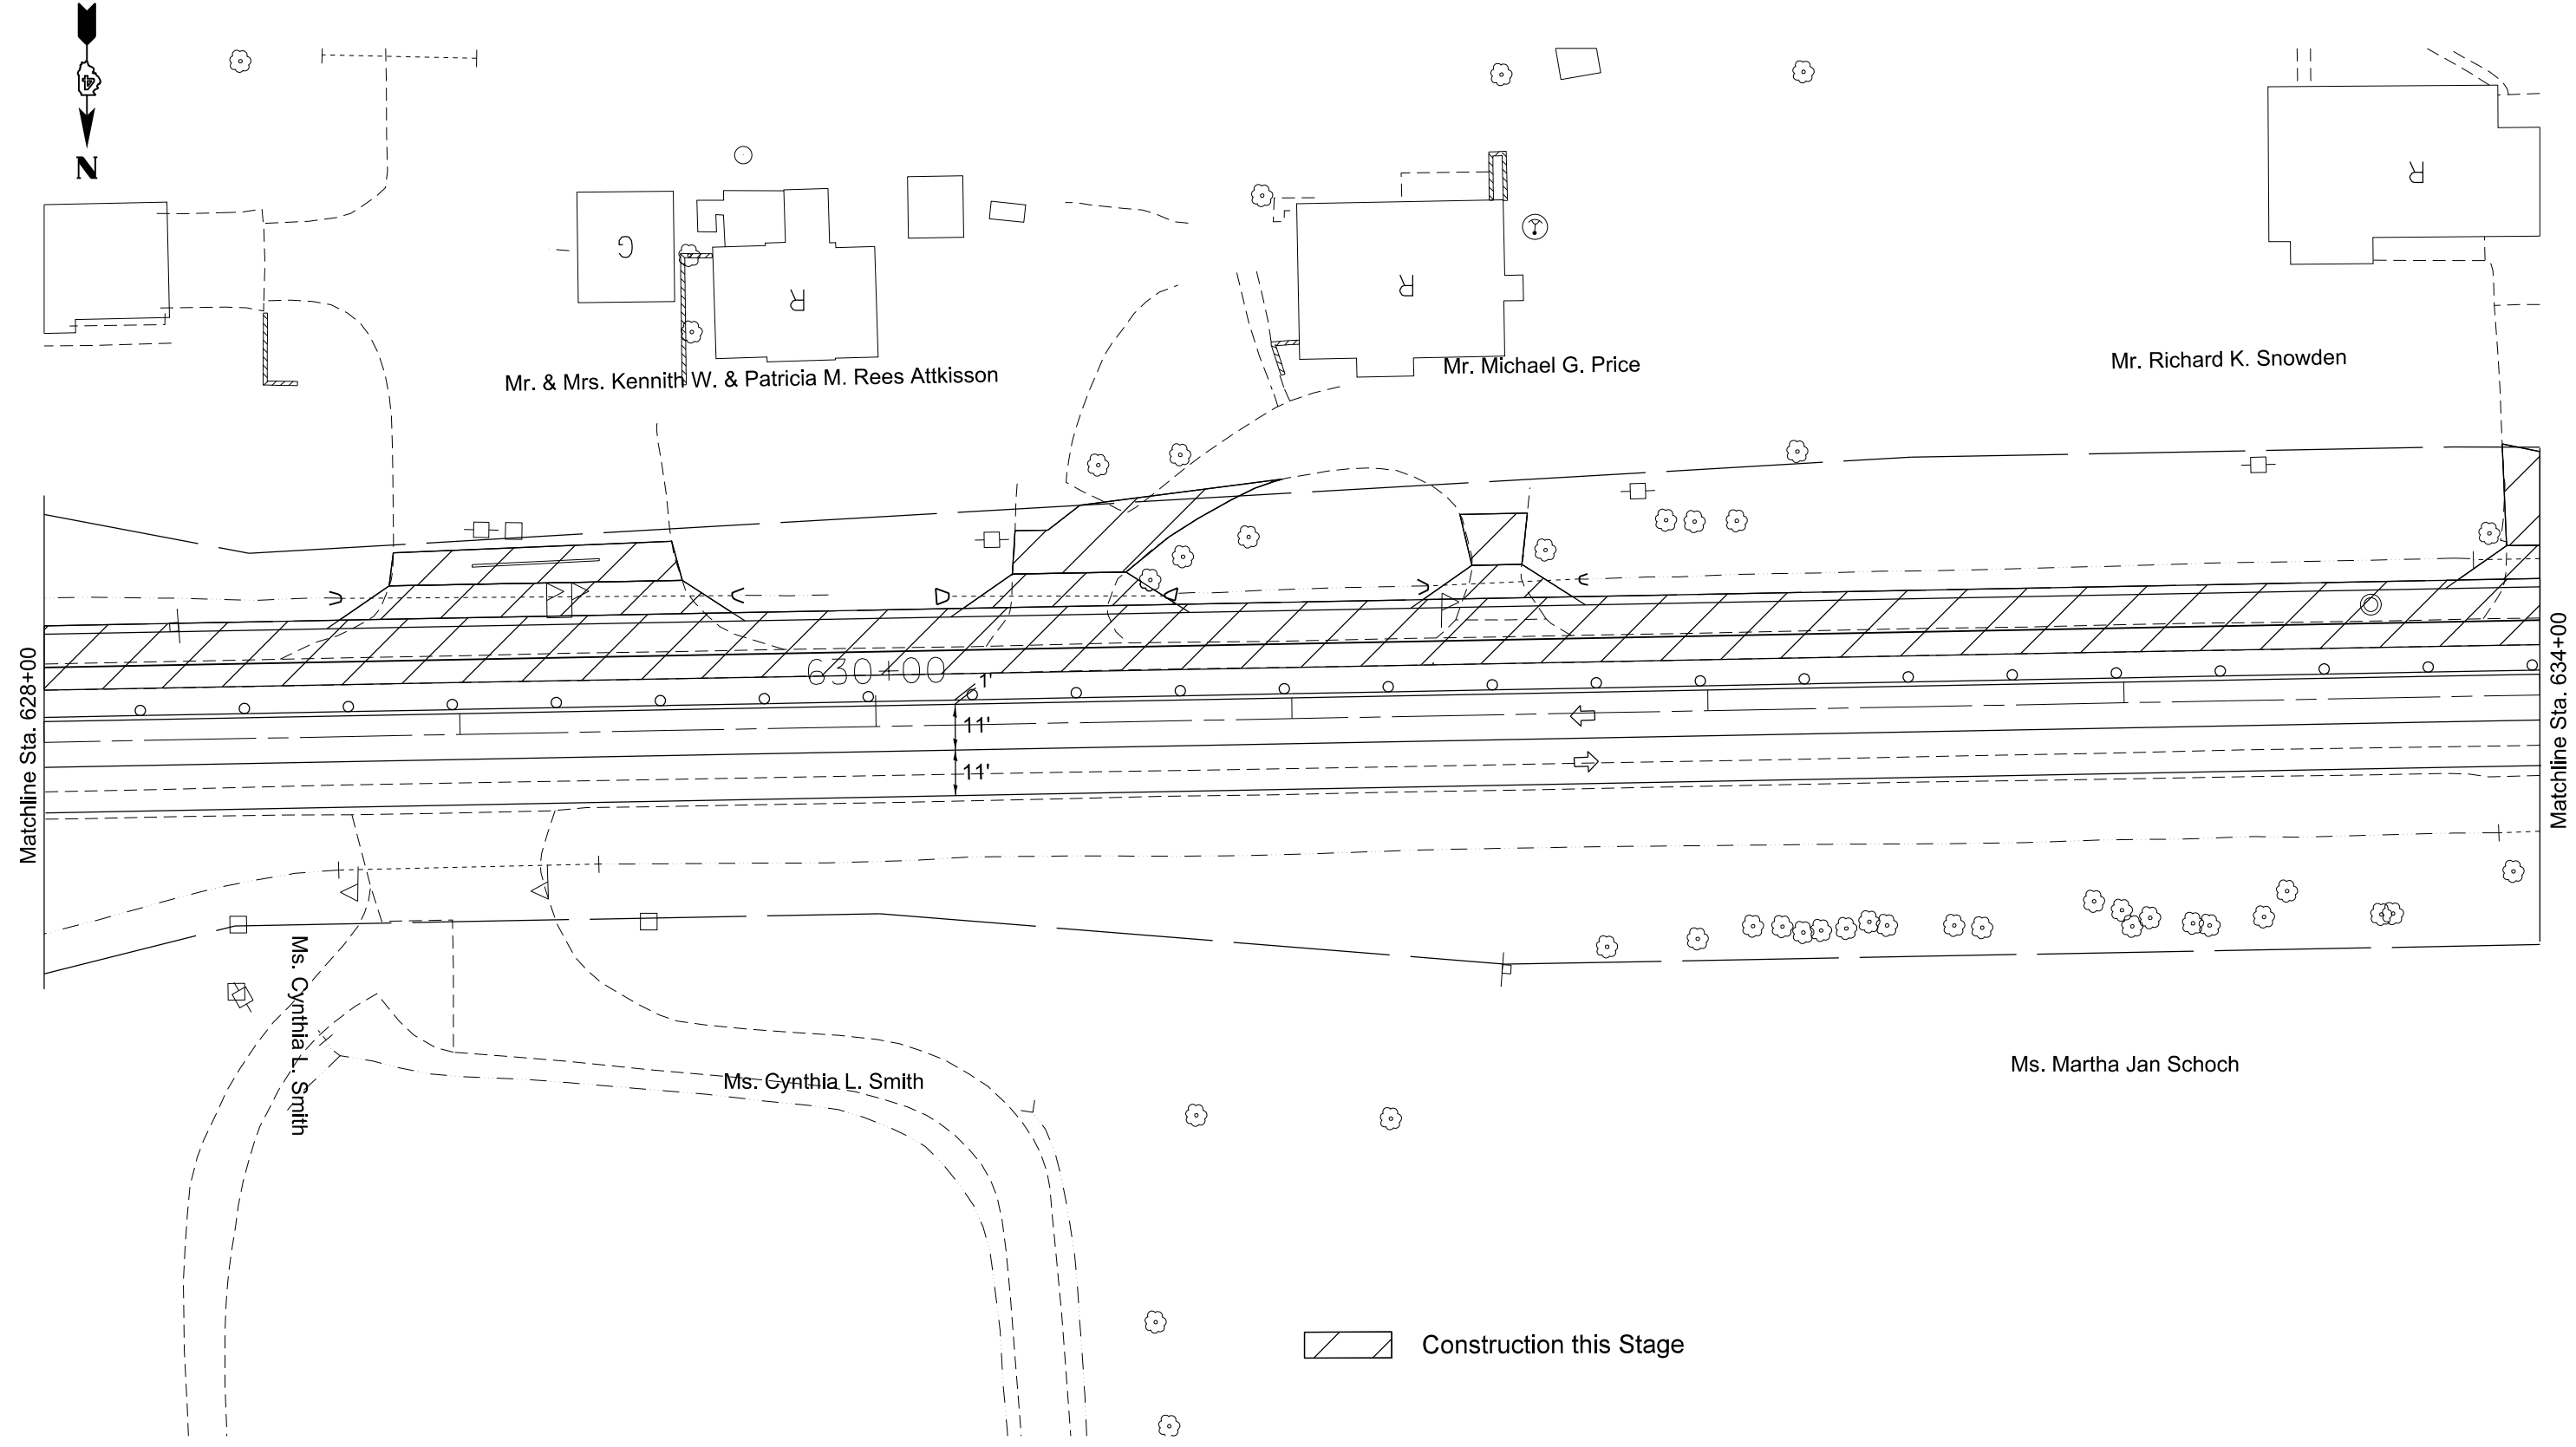 N
G
R
R
R
Mr. & Mrs. Kennith W. & Patricia M. Rees Attkisson
Mr. Michael G. Price
Mr. Richard K. Snowden
Matchline Sta. 628+00
630+00
1'
11'
11'
Matchline Sta. 634+00
Ms. Cynthia L. Smith
Ms. Cynthia L. Smith
Ms. Martha Jan Schoch
Construction this Stage